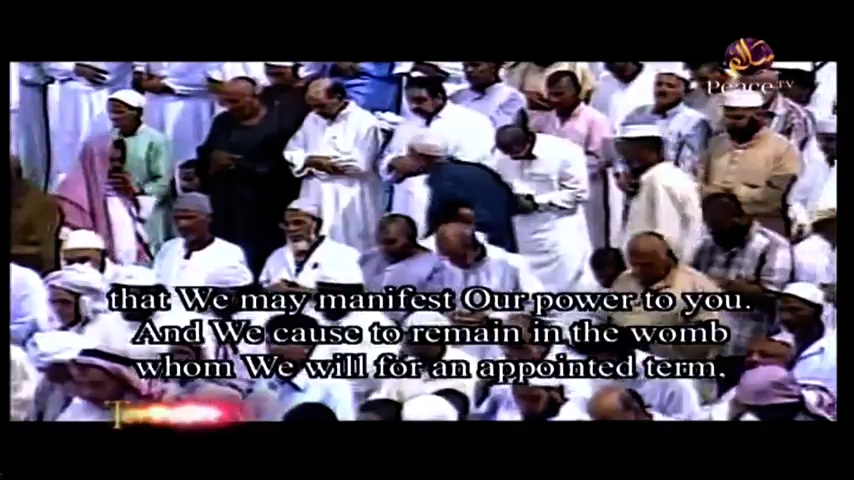 سلام
Peace TV
that We may manifest Our power to you.
And We cause to remain in the womb
whom We will for an appointed term,